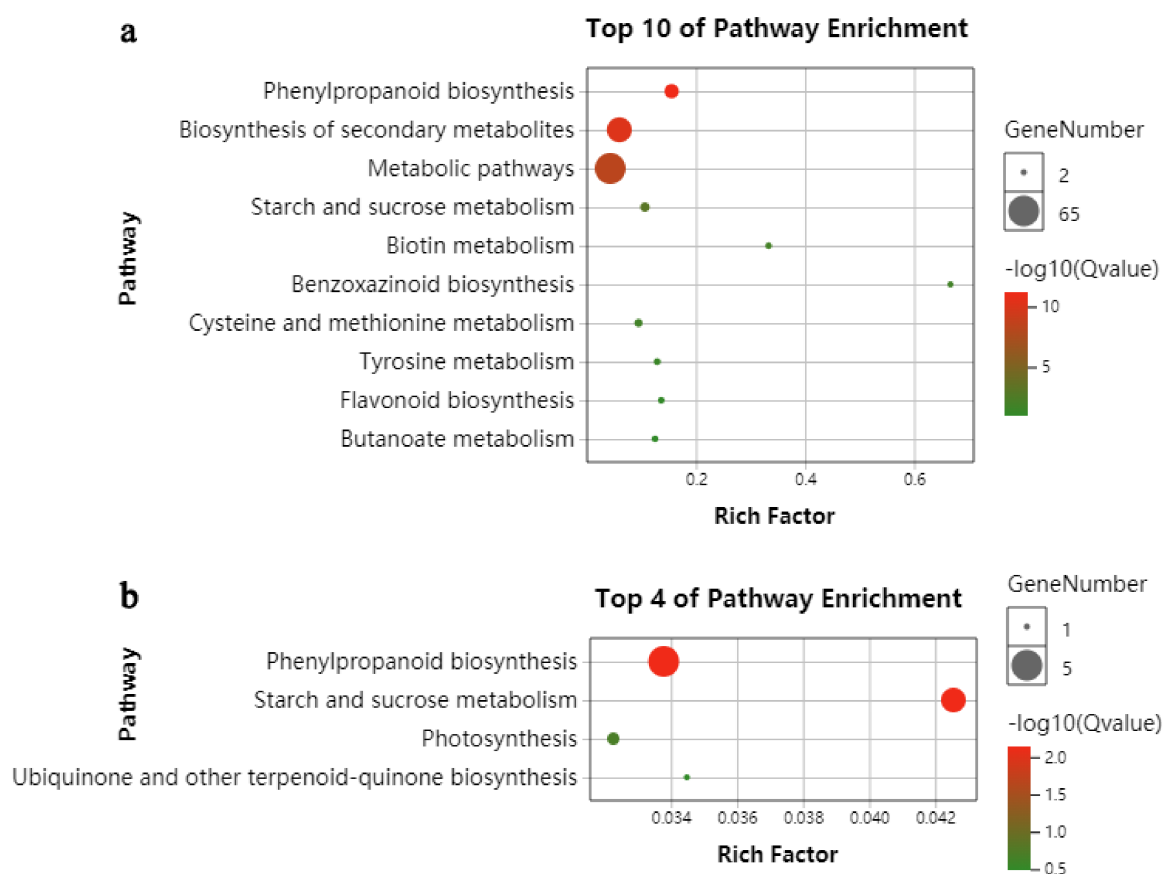 a
Top 10 of Pathway Enrichment
Pathway
Phenylpropanoid biosynthesis
Biosynthesis of secondary metabolites
Metabolic pathways
Starch and sucrose metabolism
Biotin metabolism
Benzoxazinoid biosynthesis
Cysteine and methionine metabolism
Tyrosine metabolism
Flavonoid biosynthesis
Butanoate metabolism
0.2 0.4 0.6
Rich Factor
GeneNumber
2
65
-log10(Qvalue)
10
5
b
Top 4 of Pathway Enrichment
Pathway
Phenylpropanoid biosynthesis
Starch and sucrose metabolism
Photosynthesis
Ubiquinone and other terpenoid-quinone biosynthesis
0.034 0.036 0.038 0.040 0.042
Rich Factor
GeneNumber
1
5
-log10(Qvalue)
2.0
1.5
1.0
0.5